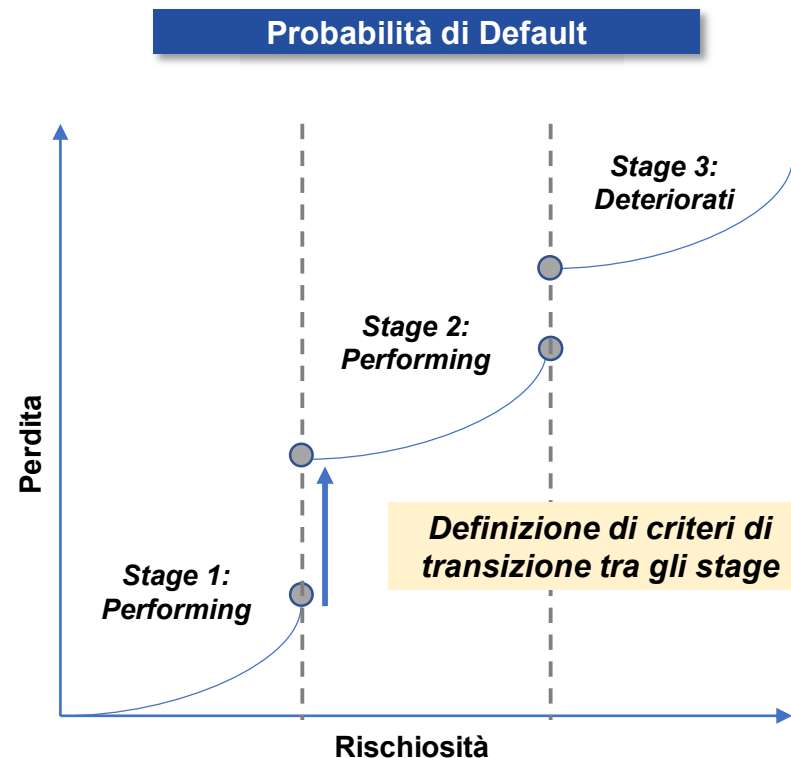 Probabilità di Default
Stage 3:
Deteriorati
Stage 2:
Performing
Perdita
Definizione di criteri di
transizione tra gli stage
Stage 1:
Performing
Rischiosità